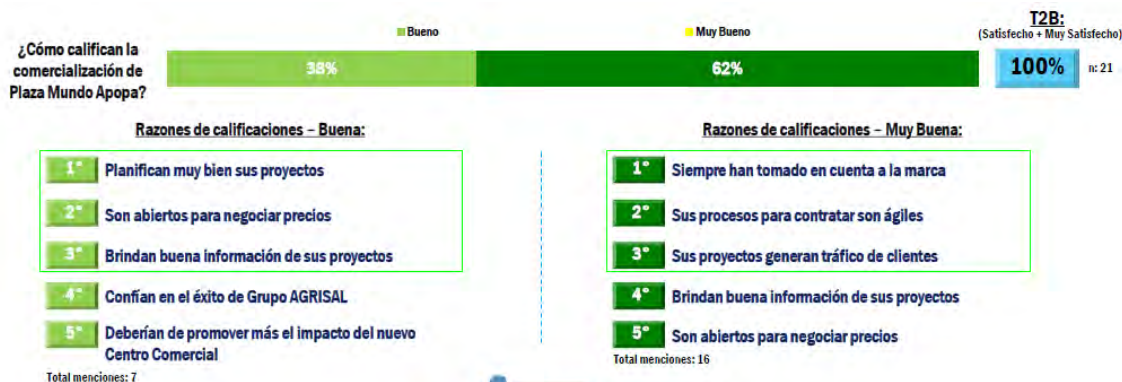 Bueno
Muy Bueno
T2B:
(Satisfecho + Muy Satisfecho)
¿Cómo califican la
comercialización de
Plaza Mundo Apopa?
38%
62%
100%
n: 21
Razones de calificaciones – Buena:
1° Planifican muy bien sus proyectos
2° Son abiertos para negociar precios
3° Brindan buena información de sus proyectos
4° Confían en el éxito de Grupo AGRISAL
5° Deberían de promover más el impacto del nuevo
Centro Comercial
Total menciones: 7
Razones de calificaciones – Muy Buena:
1° Siempre han tomado en cuenta a la marca
2° Sus procesos para contratar son ágiles
3° Sus proyectos generan tráfico de clientes
4° Brindan buena información de sus proyectos
5° Son abiertos para negociar precios
Total menciones: 16